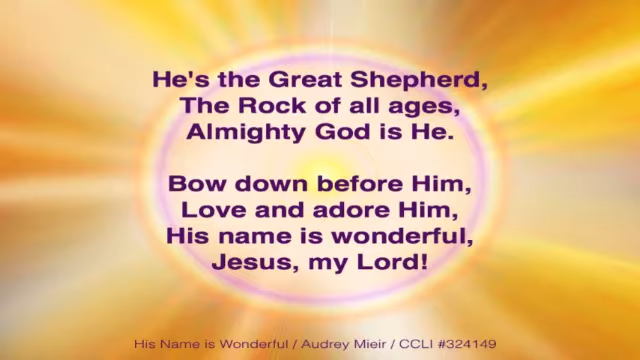 He's the Great Shepherd,
The Rock of all ages,
Almighty God is He.
Bow down before Him,
Love and adore Him,
His name is wonderful,
Jesus, my Lord!
His Name is Wonderful / Audrey Mieir / CCLI #324149